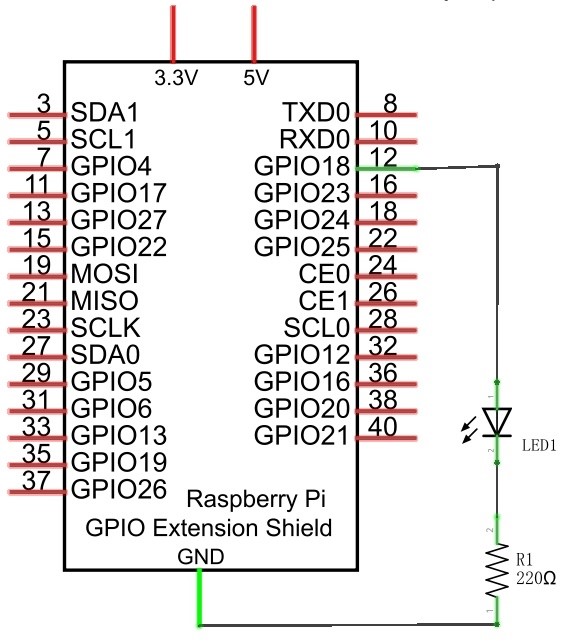 3.3V 5V
3 SDA1 TXD0 8
5 SCL1 RXD0 10
7 GPIO4 GPIO18 12
11 GPIO17 GPIO23 16
13 GPIO27 GPIO24 18
15 GPIO22 GPIO25 22
19 MOSI CE0 24
21 MISO CE1 26
23 SCLK SCL0 28
27 SDA0 GPIO12 32
29 GPIO5 GPIO16 36
31 GPIO6 GPIO20 38
33 GPIO13 GPIO21 40
35 GPIO19
37 GPIO26
Raspberry Pi
GPIO Extension Shield
GND
1
LED1
2
2
R1
220Ω
1